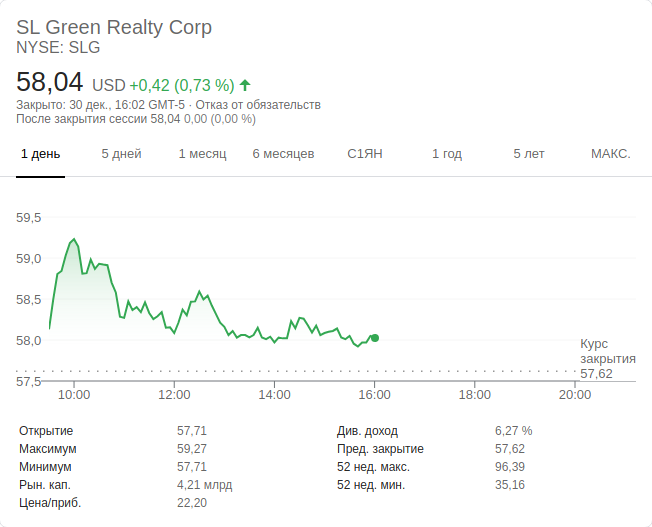 SL Green Realty Corp
NYSE: SLG
58,04 USD +0,42 (0,73 %)
Закрыто: 30 дек., 16:02 GMT-5 · Отказ от обязательств
После закрытия сессии 58,04 0,00 (0,00 %)
1 день 5 дней 1 месяц 6 месяцев С1ЯН 1 год 5 лет МАКС.
59,5
59,0
58,5
58,0
57,5
Курс
закрытия
57,62
10:00 12:00 14:00 16:00 18:00 20:00
Открытие 57,71 Див. доход 6,27 %
Максимум 59,27 Пред. закрытие 57,62
Минимум 57,71 52 нед. макс. 96,39
Рын. кап. 4,21 млрд 52 нед. мин. 35,16
Цена/приб. 22,20